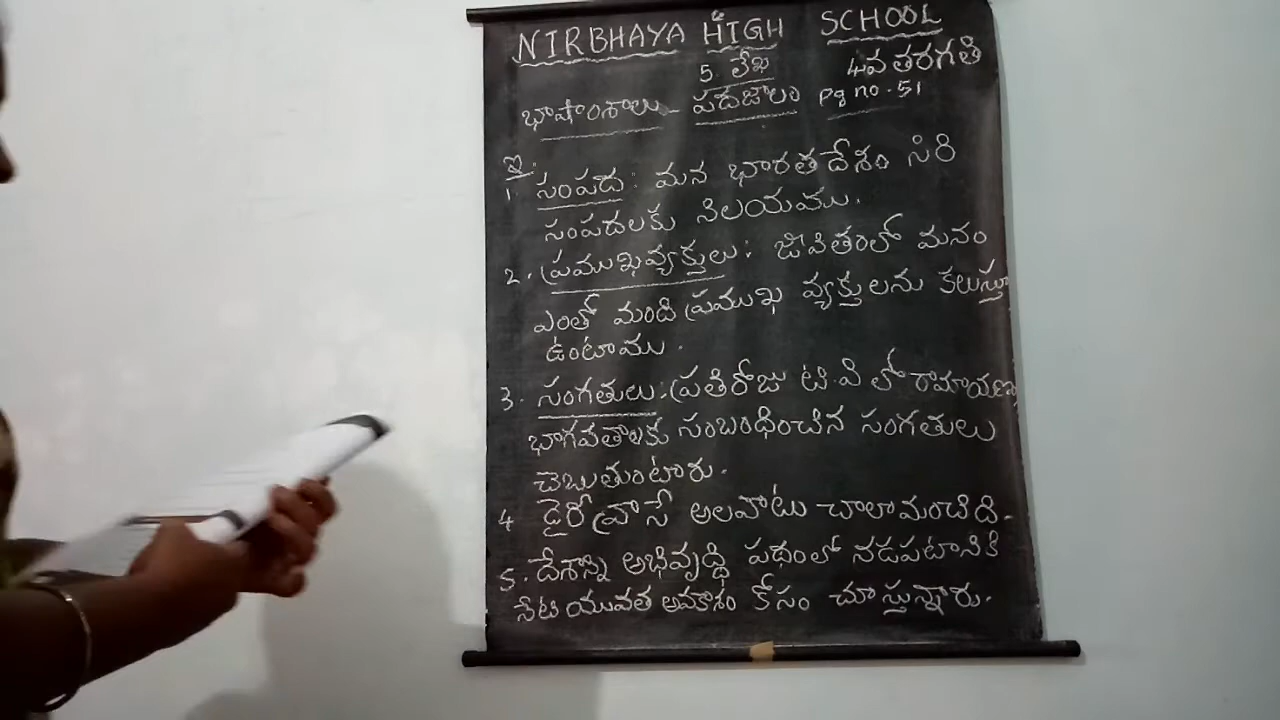 NIRBHAYA HIGH SCHOOL
5. లేఖ 4వ తరగతి
భాషాంశాలు - పదజాలం pg no. 51
ఇ.
1. సంపద : మన భారతదేశం సిరి
సంపదలకు నిలయము.
2. ప్రముఖవ్యక్తులు : జీవితంలో మనం
ఎంతో మంది ప్రముఖ వ్యక్తులను కలుస్తూ
ఉంటాము.
3. సంగతులు : ప్రతిరోజు టి.వి లో రామాయణ
భాగవతాలకు సంబంధించిన సంగతులు
చెబుతుంటారు.
4 డైరీ వ్రాసే అలవాటు చాలామంచిది.
5. దేశాన్ని అభివృద్ధి పథంలో నడపటానికి
నేటి యువత అవకాశం కోసం చూస్తున్నారు.